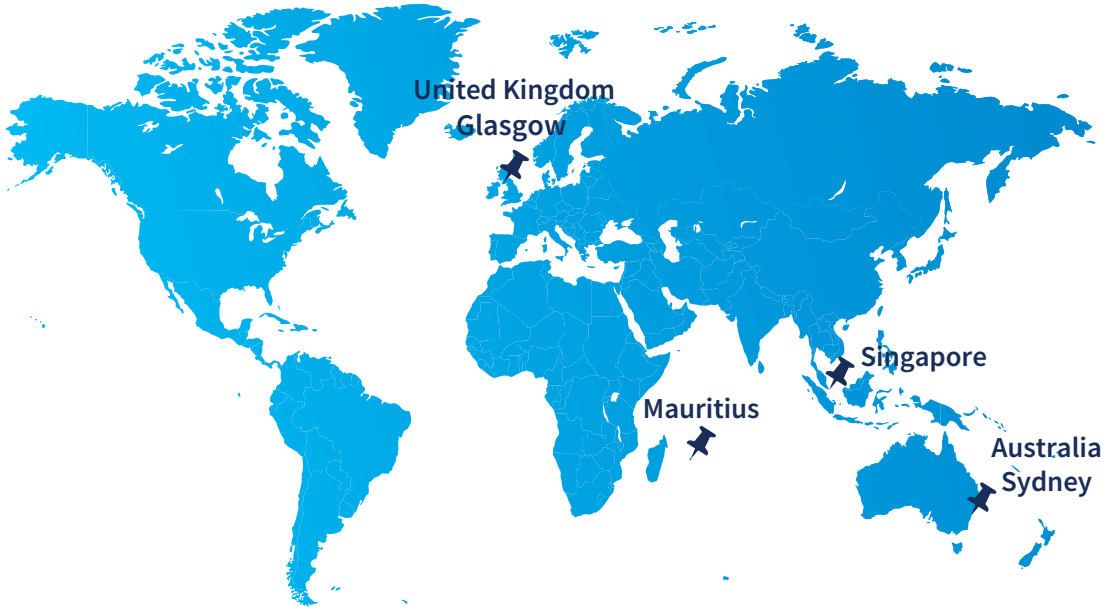 United Kingdom
Glasgow
Singapore
Mauritius
Australia
Sydney